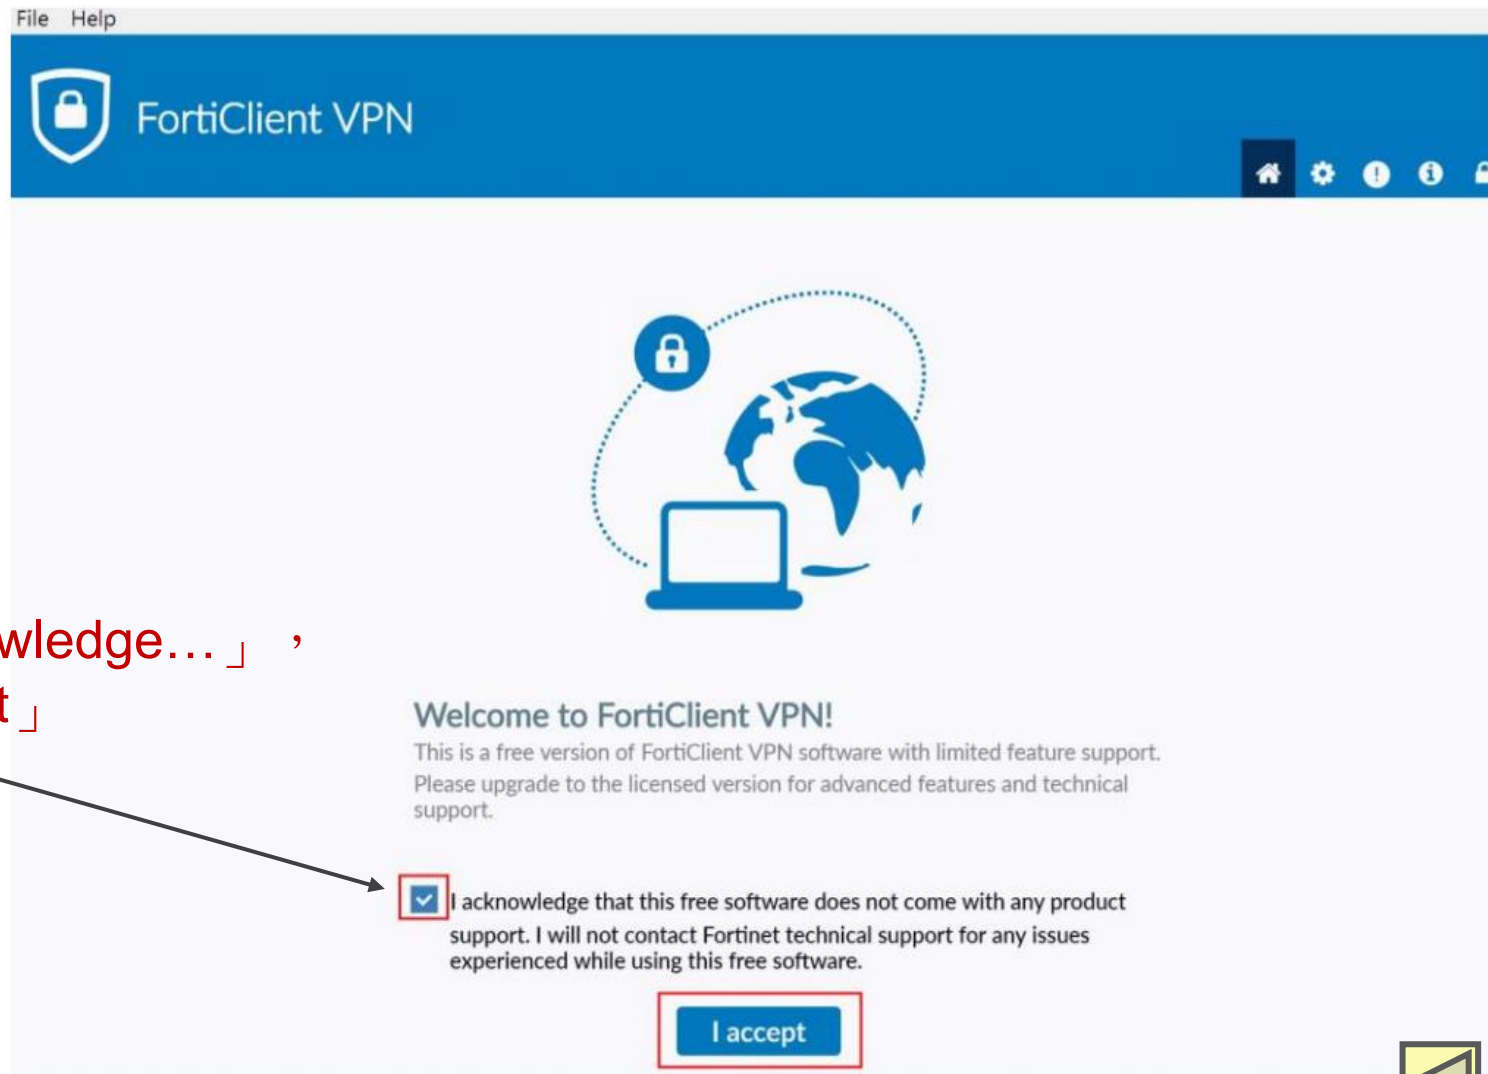 File Help
FortiClient VPN
wledge…」，
t」
Welcome to FortiClient VPN!
This is a free version of FortiClient VPN software with limited feature support.
Please upgrade to the licensed version for advanced features and technical
support.
I acknowledge that this free software does not come with any product
support. I will not contact Fortinet technical support for any issues
experienced while using this free software.
I accept